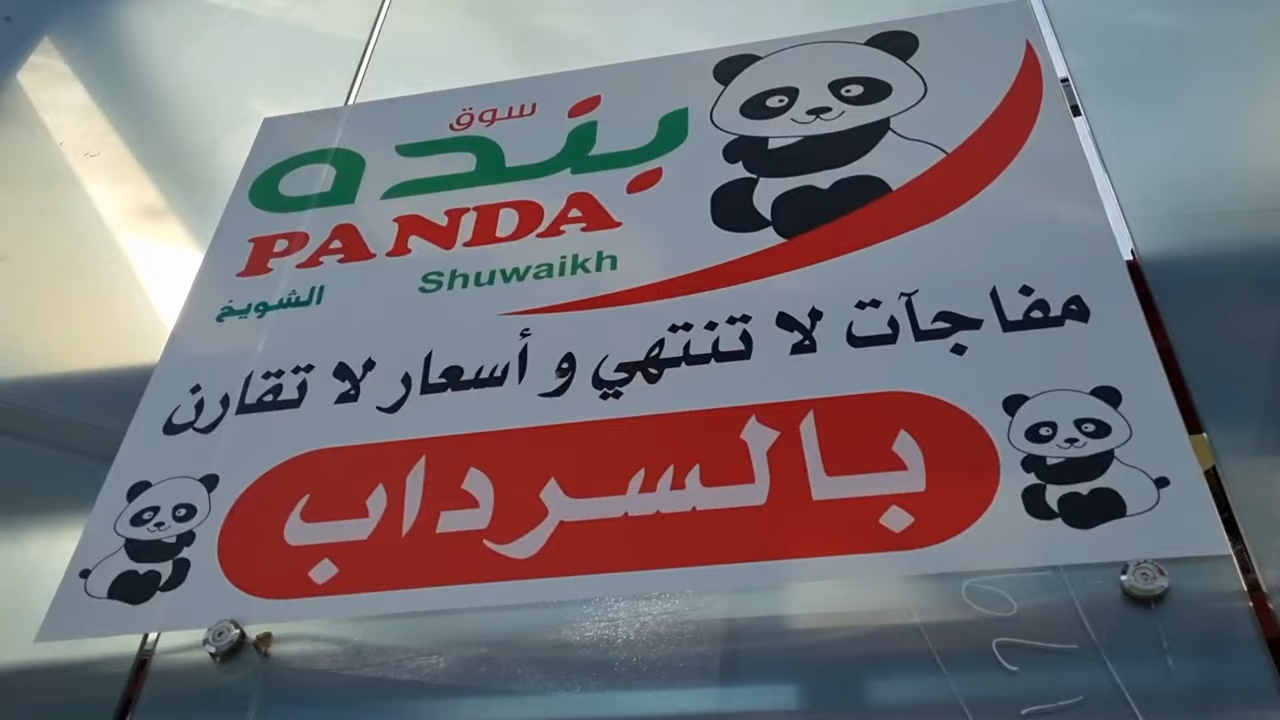 سوق
بنده
PANDA
Shuwaikh
الشويخ
مفاجآت لا تنتهي و أسعار لا تقارن
بالسرداب